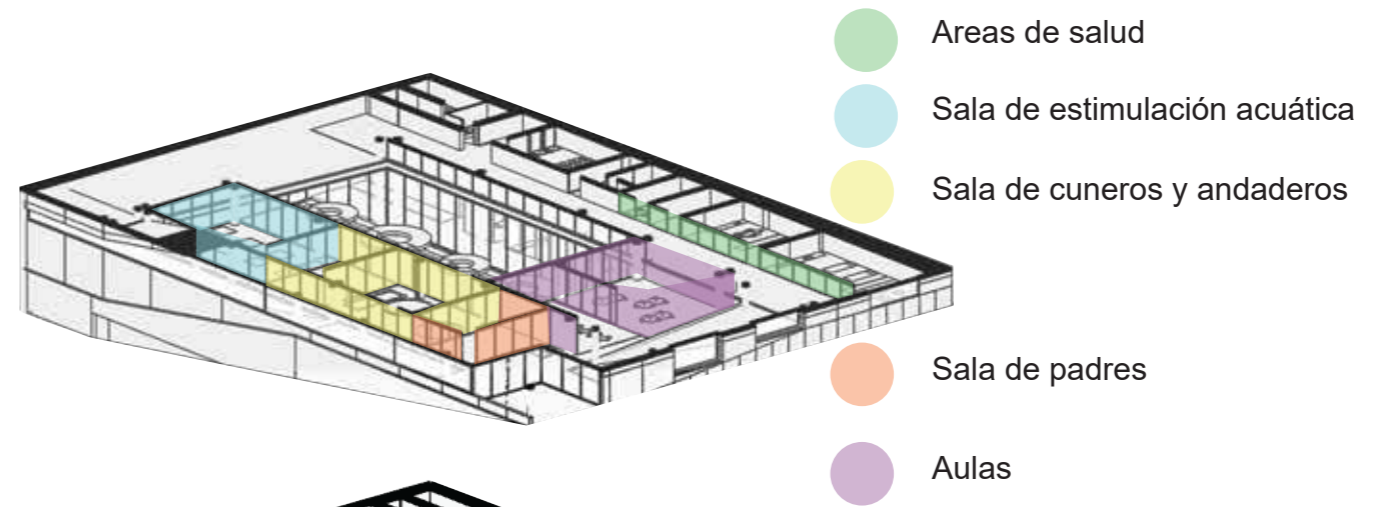 Areas de salud
Sala de estimulación acuática
Sala de cuneros y andaderos
Sala de padres
Aulas